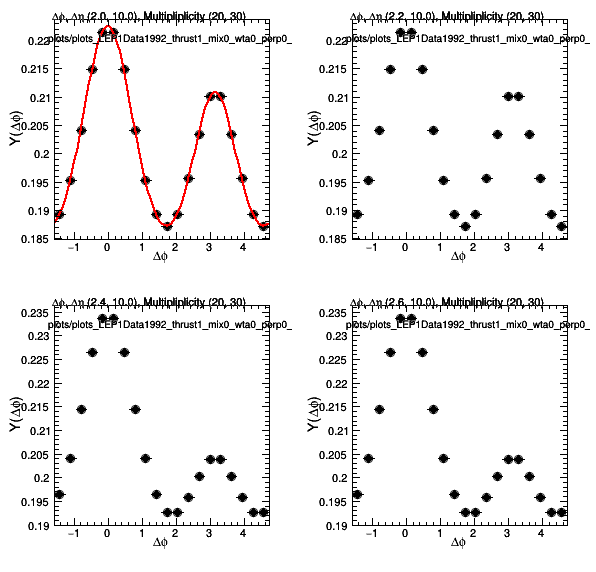 Δϕ, Δη (2.0, 10.0), Multipliplicity (20, 30)
plots/plots_LEP1Data1992_thrust1_mix0_wta0_perp0_
Y(Δϕ)
0.22
0.215
0.21
0.205
0.2
0.195
0.19
0.185
−1 0 1 2 3 4
Δϕ
Δϕ, Δη (2.2, 10.0), Multipliplicity (20, 30)
plots/plots_LEP1Data1992_thrust1_mix0_wta0_perp0_
Y(Δϕ)
0.22
0.215
0.21
0.205
0.2
0.195
0.19
0.185
−1 0 1 2 3 4
Δϕ
Δϕ, Δη (2.4, 10.0), Multipliplicity (20, 30)
plots/plots_LEP1Data1992_thrust1_mix0_wta0_perp0_
Y(Δϕ)
0.235
0.23
0.225
0.22
0.215
0.21
0.205
0.2
0.195
0.19
−1 0 1 2 3 4
Δϕ
Δϕ, Δη (2.6, 10.0), Multipliplicity (20, 30)
plots/plots_LEP1Data1992_thrust1_mix0_wta0_perp0_
Y(Δϕ)
0.235
0.23
0.225
0.22
0.215
0.21
0.205
0.2
0.195
0.19
−1 0 1 2 3 4
Δϕ